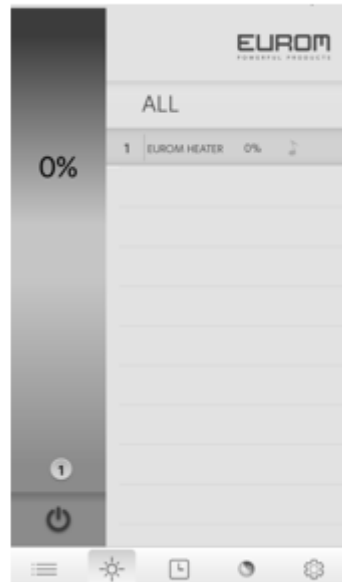 EUROM
POWERFUL PRODUCTS
ALL
1 EUROM HEATER 0%
0%
1